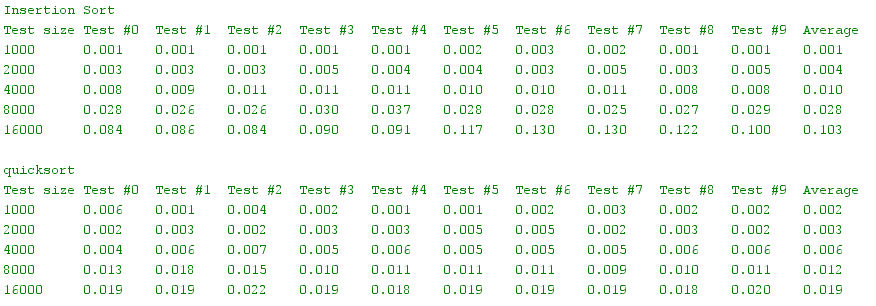 Insertion Sort
Test size Test #0 Test #1 Test #2 Test #3 Test #4 Test #5 Test #6 Test #7 Test #8 Test #9 Average
1000 0.001 0.001 0.001 0.001 0.001 0.002 0.003 0.002 0.001 0.001 0.001
2000 0.003 0.003 0.003 0.005 0.004 0.004 0.003 0.005 0.003 0.005 0.004
4000 0.008 0.009 0.011 0.011 0.011 0.010 0.010 0.011 0.008 0.008 0.010
8000 0.028 0.026 0.026 0.030 0.037 0.028 0.028 0.025 0.027 0.029 0.028
16000 0.084 0.086 0.084 0.090 0.091 0.117 0.130 0.130 0.122 0.100 0.103
quicksort
Test size Test #0 Test #1 Test #2 Test #3 Test #4 Test #5 Test #6 Test #7 Test #8 Test #9 Average
1000 0.006 0.001 0.004 0.002 0.001 0.001 0.002 0.003 0.002 0.002 0.002
2000 0.002 0.003 0.002 0.003 0.003 0.005 0.005 0.002 0.003 0.002 0.003
4000 0.004 0.006 0.007 0.005 0.006 0.005 0.005 0.005 0.006 0.006 0.006
8000 0.013 0.018 0.015 0.010 0.011 0.011 0.011 0.009 0.010 0.011 0.012
16000 0.019 0.019 0.022 0.019 0.018 0.019 0.019 0.019 0.018 0.020 0.019